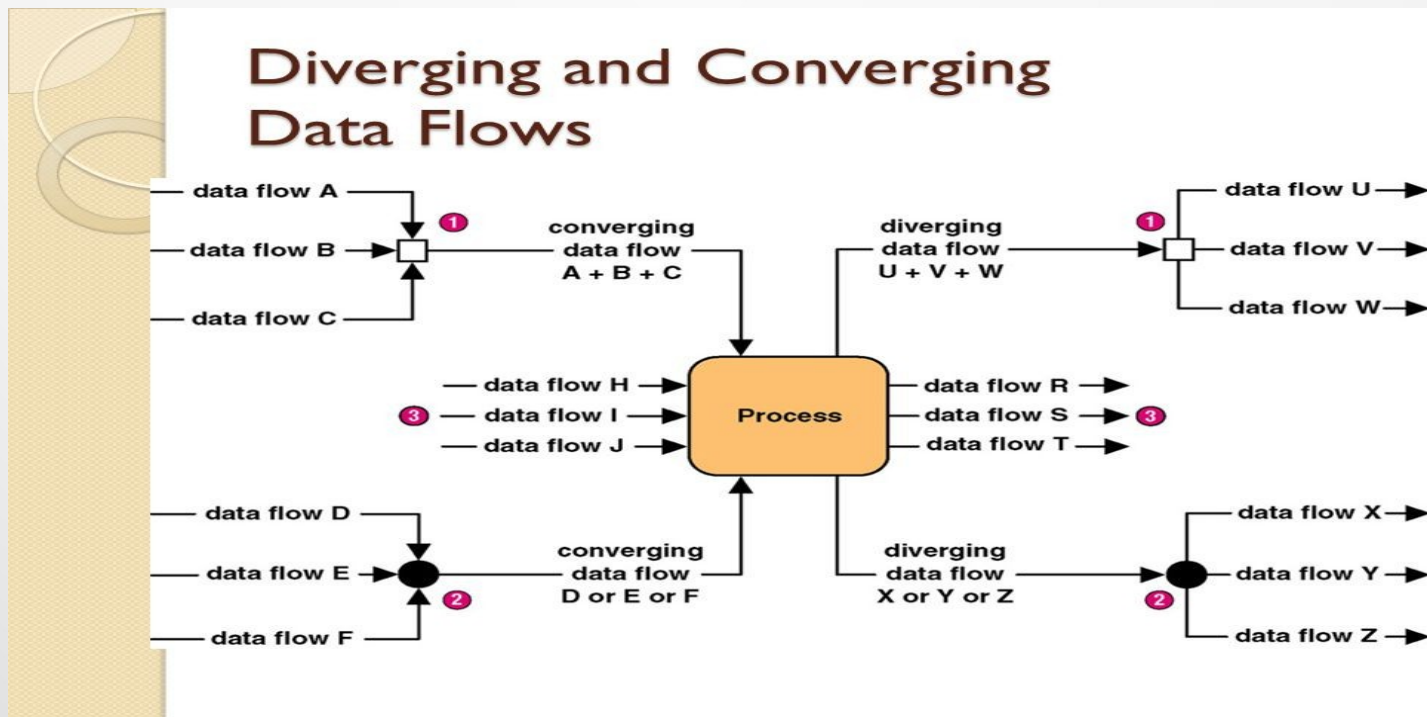 Diverging and Converging
Data Flows
data flow A
data flow B
data flow C
1
converging
data flow
A + B + C
diverging
data flow
U + V + W
1
data flow U
data flow V
data flow W
data flow H
3
data flow I
data flow J
Process
data flow R
data flow S
3
data flow T
data flow D
data flow E
data flow F
2
converging
data flow
D or E or F
diverging
data flow
X or Y or Z
2
data flow X
data flow Y
data flow Z